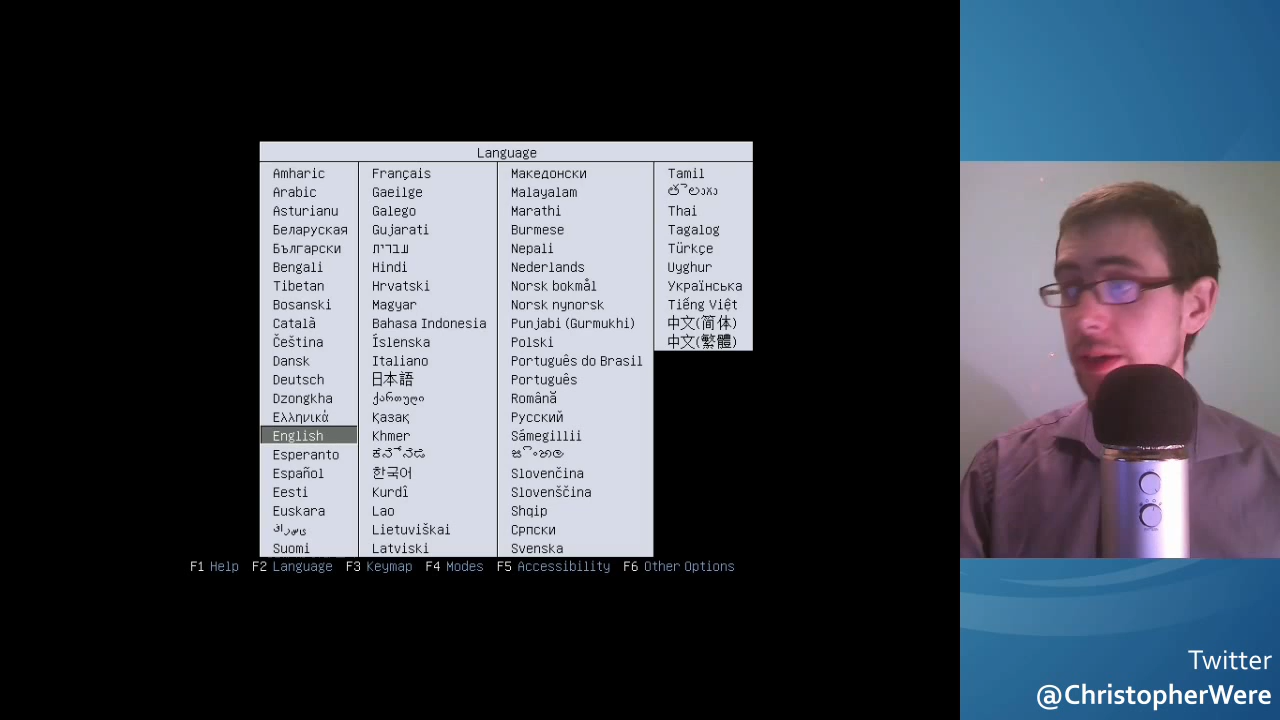 Language
Amharic
Arabic
Asturianu
Беларуская
Български
Bengali
Tibetan
Bosanski
Català
Čeština
Dansk
Deutsch
Dzongkha
Ελληνικά
English
Esperanto
Español
Eesti
Euskara
Suomi
Français
Gaeilge
Galego
Gujarati
עברית
Hindi
Hrvatski
Magyar
Bahasa Indonesia
Íslenska
Italiano
日本語
ქართული
Қазақ
Khmer
한국어
Kurdî
Lao
Lietuviškai
Latviski
Македонски
Malayalam
Marathi
Burmese
Nepali
Nederlands
Norsk bokmål
Norsk nynorsk
Punjabi (Gurmukhi)
Polski
Português do Brasil
Português
Română
Русский
Sámegillii
Slovenčina
Slovenščina
Shqip
Српски
Svenska
Tamil
Thai
Tagalog
Türkçe
Uyghur
Українська
Tiếng Việt
中文(简体)
中文(繁體)
F1 Help F2 Language F3 Keymap F4 Modes F5 Accessibility F6 Other Options
Twitter
@ChristopherWere